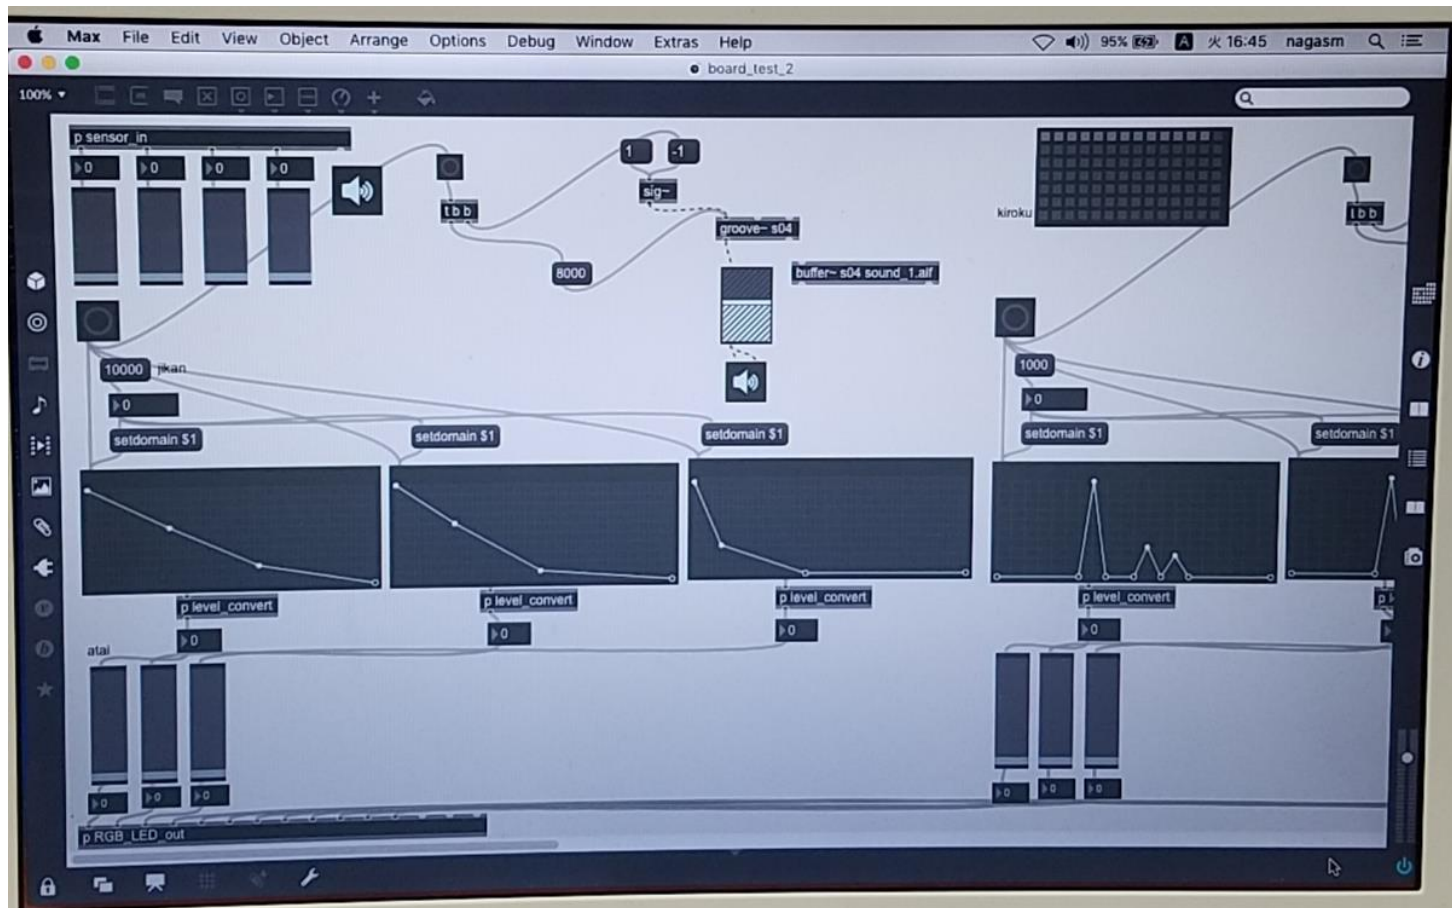 Max File Edit View Object Arrange Options Debug Window Extras Help 95% A 火 16:45 nagasm
board_test_2
100%
p sensor_in
0 0 0 0
1 -1
sig~
t b b
kiroku
t b b
groove~ s04
8000
buffer~ s04 sound_1.aif
10000 jikan
1000
0
0
setdomain $1
setdomain $1
setdomain $1
setdomain $1
setdomain $1
p level_convert
p level_convert
p level_convert
p level_convert
0
0
0
0
atai
0 0 0
0 0 0
p RGB_LED_out